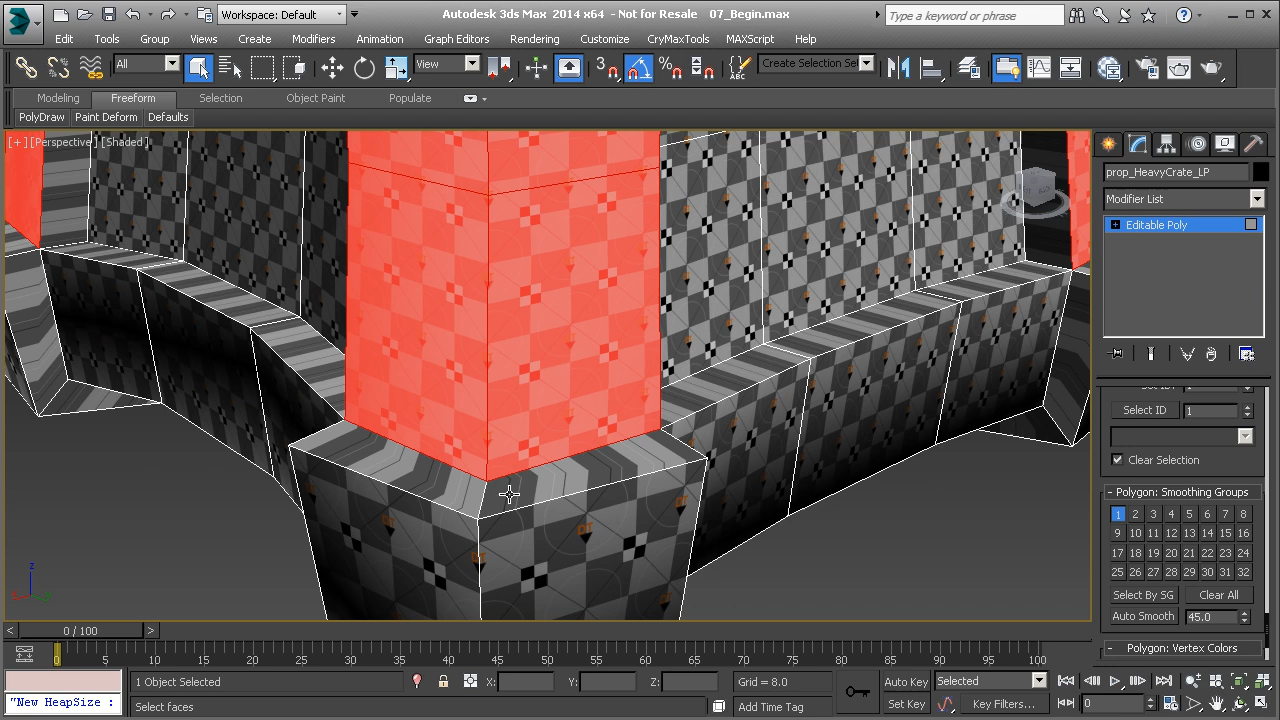 Workspace: Default
Autodesk 3ds Max 2014 x64 - Not for Resale 07_Begin.max
Type a keyword or phrase
Edit Tools Group Views Create Modifiers Animation Graph Editors Rendering Customize CryMaxTools MAXScript Help
All View 3 % ABC Create Selection Se
Modeling Freeform Selection Object Paint Populate
PolyDraw Paint Deform Defaults
[+] [Perspective] [Shaded]
prop_HeavyCrate_LP
Modifier List
Editable Poly
Select ID 1
Clear Selection
- Polygon: Smoothing Groups
1 2 3 4 5 6 7 8
9 10 11 12 13 14 15 16
17 18 19 20 21 22 23 24
25 26 27 28 29 30 31 32
Select By SG Clear All
Auto Smooth 45.0
- Polygon: Vertex Colors
z
< 0 / 100 >
0 5 10 15 20 25 30 35 40 45 50 55 60 65 70 75 80 85 90 95 100
1 Object Selected X: Y: Z: Grid = 8.0 Auto Key Selected
"New HeapSize : Select faces Add Time Tag Set Key Key Filters... 0